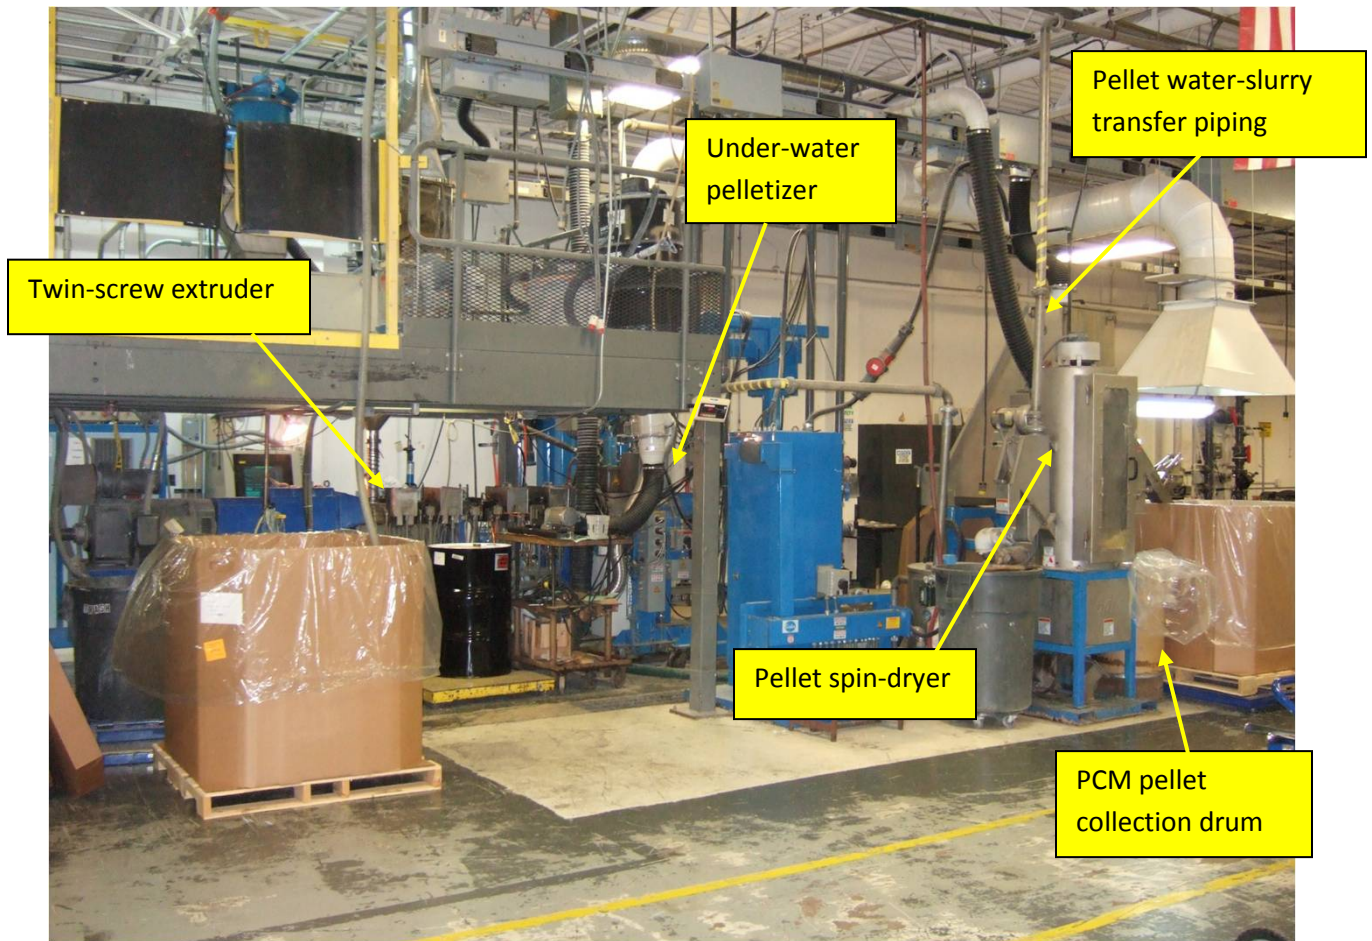 Pellet water-slurry
transfer piping
Under-water
pelletizer
Twin-screw extruder
Pellet spin-dryer
PCM pellet
collection drum